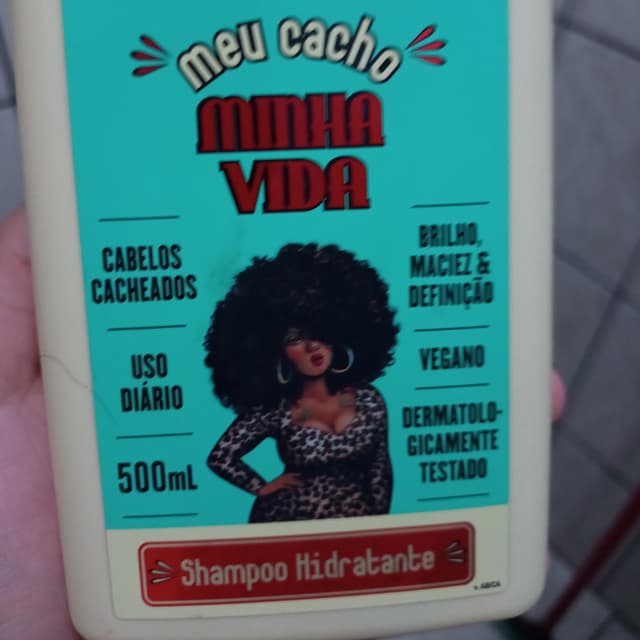 meu cacho
MINHA
VIDA
CABELOS
CACHEADOS
USO
DIÁRIO
500mL
BRILHO,
MACIEZ &
DEFINIÇÃO
VEGANO
DERMATOLO-
GICAMENTE
TESTADO
Shampoo Hidratante